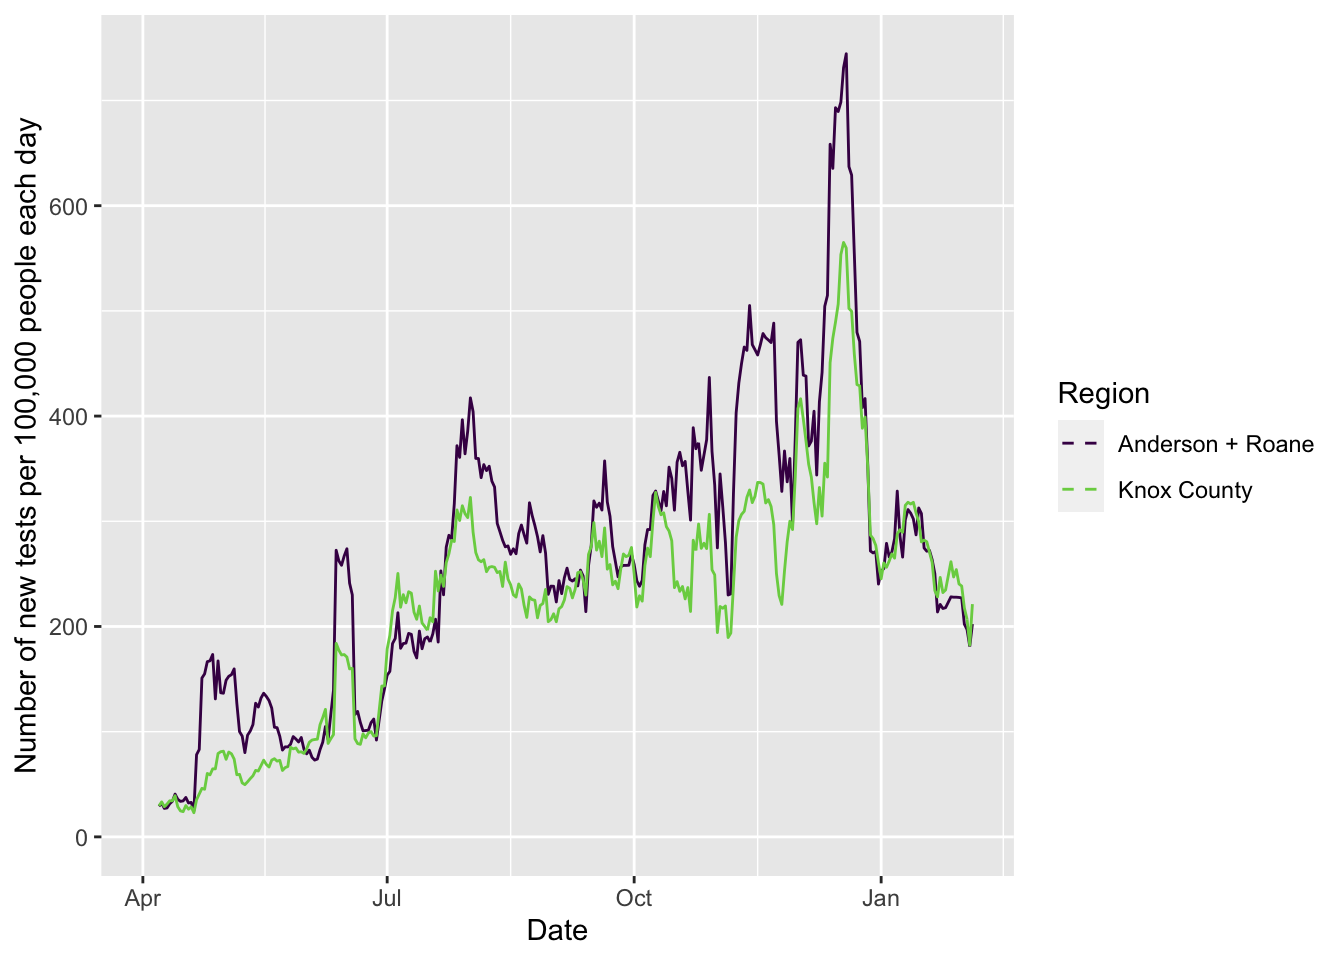 Number of new tests per 100,000 people each day
600
400
200
0
Apr
Jul
Oct
Jan
Date
Region
Anderson + Roane
Knox County